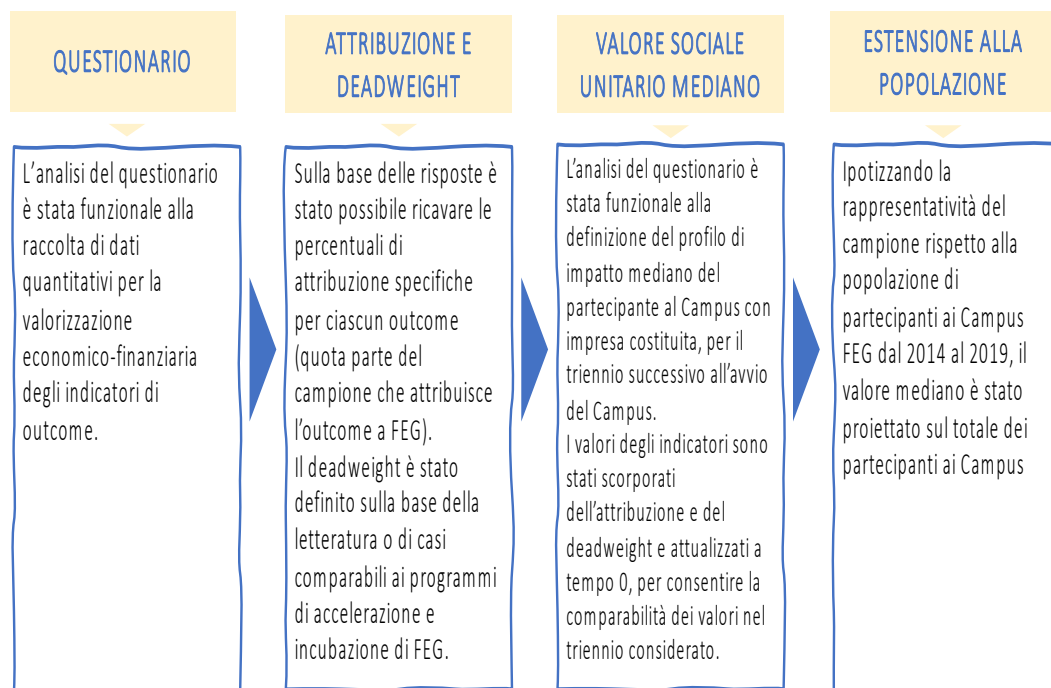 QUESTIONARIO
L'analisi del questionario
è stata funzionale alla
raccolta di dati
quantitativi per la
valorizzazione
economico-finanziaria
degli indicatori di
outcome.
ATTRIBUZIONE E
DEADWEIGHT
Sulla base delle risposte è
stato possibile ricavare le
percentuali di
attribuzione specifiche
per ciascun outcome
(quota parte del
campione che attribuisce
l'outcome a FEG).
Il deadweight è stato
definito sulla base della
letteratura o di casi
comparabili ai programmi
di accelerazione e
incubazione di FEG.
VALORE SOCIALE
UNITARIO MEDIANO
L'analisi del questionario è
stata funzionale alla
definizione del profilo di
impatto mediano del
partecipante al Campus con
impresa costituita, per il
triennio successivo all'avvio
del Campus.
I valori degli indicatori sono
stati scorporati
dell'attribuzione e del
deadweight e attualizzati a
tempo 0, per consentire la
comparabilità dei valori nel
triennio considerato.
ESTENSIONE ALLA
POPOLAZIONE
Ipotizzando la
rappresentatività del
campione rispetto alla
popolazione di
partecipanti ai Campus
FEG dal 2014 al 2019, il
valore mediano è stato
proiettato sul totale dei
partecipanti ai Campus